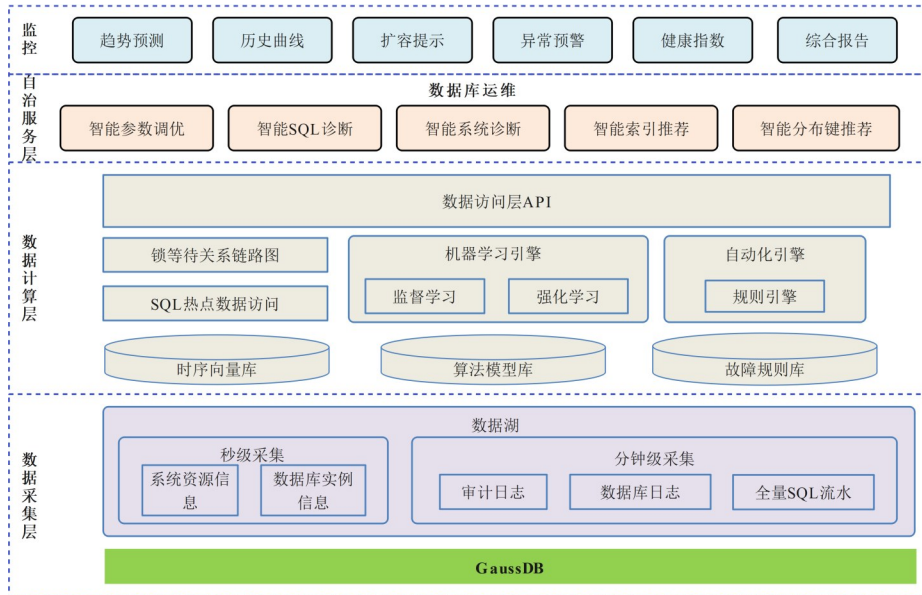 监控
趋势预测
历史曲线
扩容提示
异常预警
健康指数
综合报告
自治服务层
数据库运维
智能参数调优
智能SQL诊断
智能系统诊断
智能索引推荐
智能分布键推荐
数据计算层
数据访问层API
锁等待关系链路图
SQL热点数据访问
机器学习引擎
监督学习
强化学习
自动化引擎
规则引擎
时序向量库
算法模型库
故障规则库
数据采集层
数据湖
秒级采集
系统资源信
息
数据库实例
信息
分钟级采集
审计日志
数据库日志
全量SQL流水
GaussDB